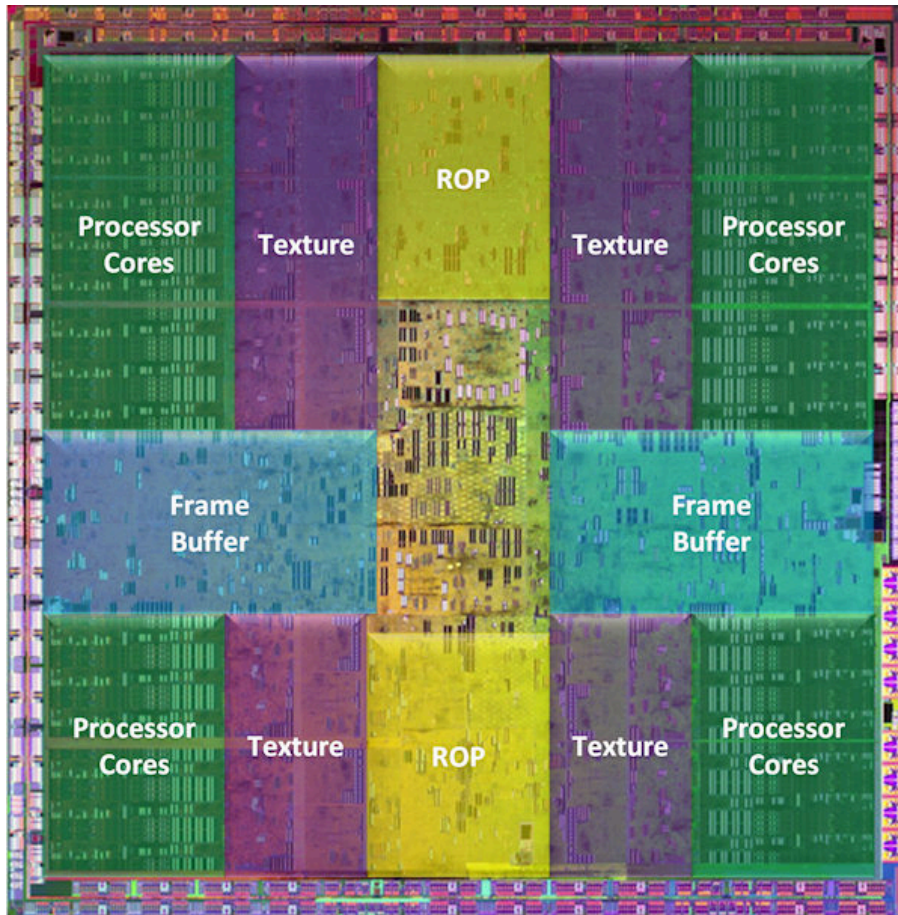 ROP
Processor
Cores
Texture
Texture
Processor
Cores
Frame
Buffer
Frame
Buffer
Processor
Cores
Texture
ROP
Texture
Processor
Cores